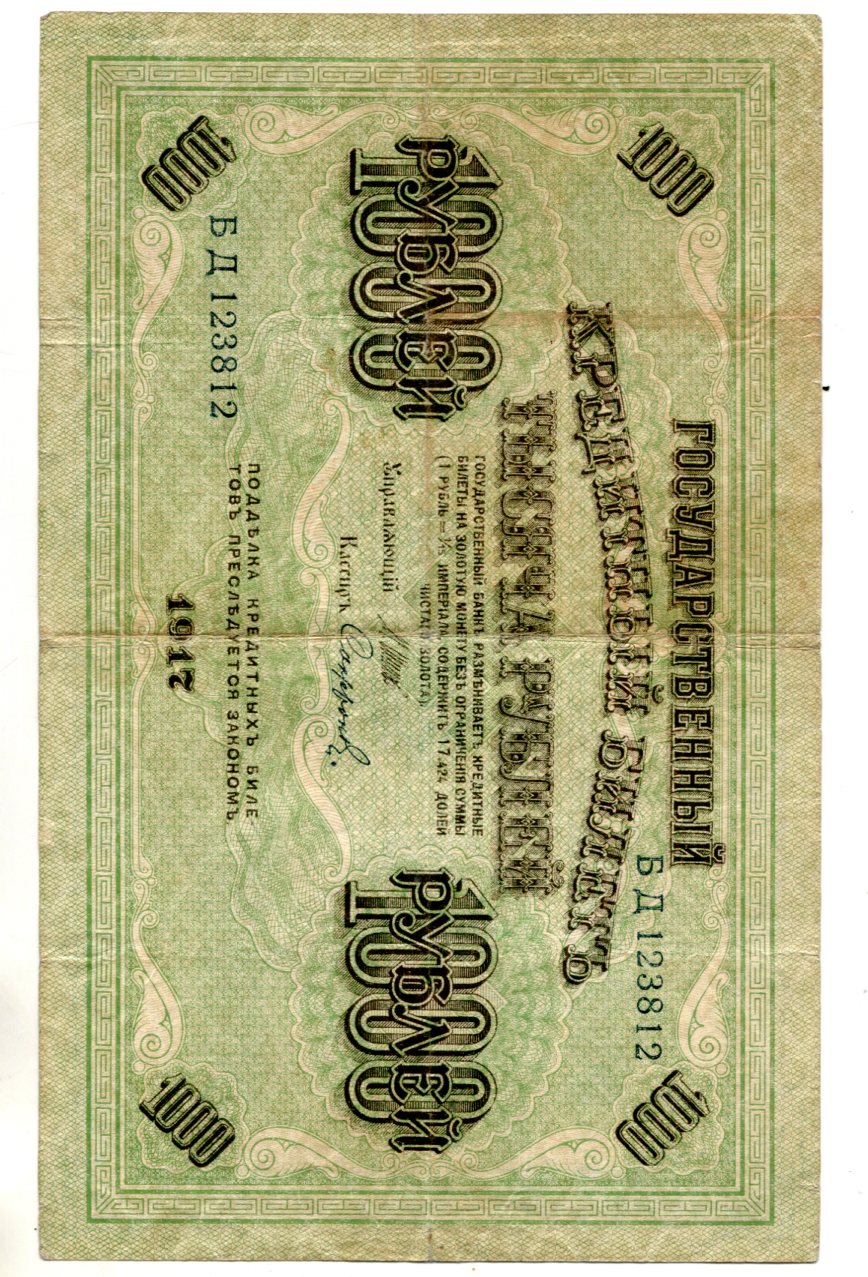 ГОСУДАРСТВЕННЫЙ
КРЕДИТНЫЙ БИЛЕТЪ
БД 123812
ТЫСЯЧА РУБЛЕЙ
1000
1000
1000 РУБЛЕЙ
1000 РУБЛЕЙ
ГОСУДАРСТВЕННЫЙ БАНКЪ РАЗМѢНИВАЕТЪ КРЕДИТНЫЕ
БИЛЕТЫ НА ЗОЛОТУЮ МОНЕТУ БЕЗЪ ОГРАНИЧЕНІЯ СУММЫ
(1 РУБЛЬ = 1/15 ИМПЕРІАЛА, СОДЕРЖИТЪ 17.424 ДОЛЕЙ
ЧИСТАГО ЗОЛОТА).
Управляющій
Кассиръ Сафронов
БД 123812
ПОДДѢЛКА КРЕДИТНЫХЪ БИЛЕ
ТОВЪ ПРЕСЛѢДУЕТСЯ ЗАКОНОМЪ
1000
1917
1000